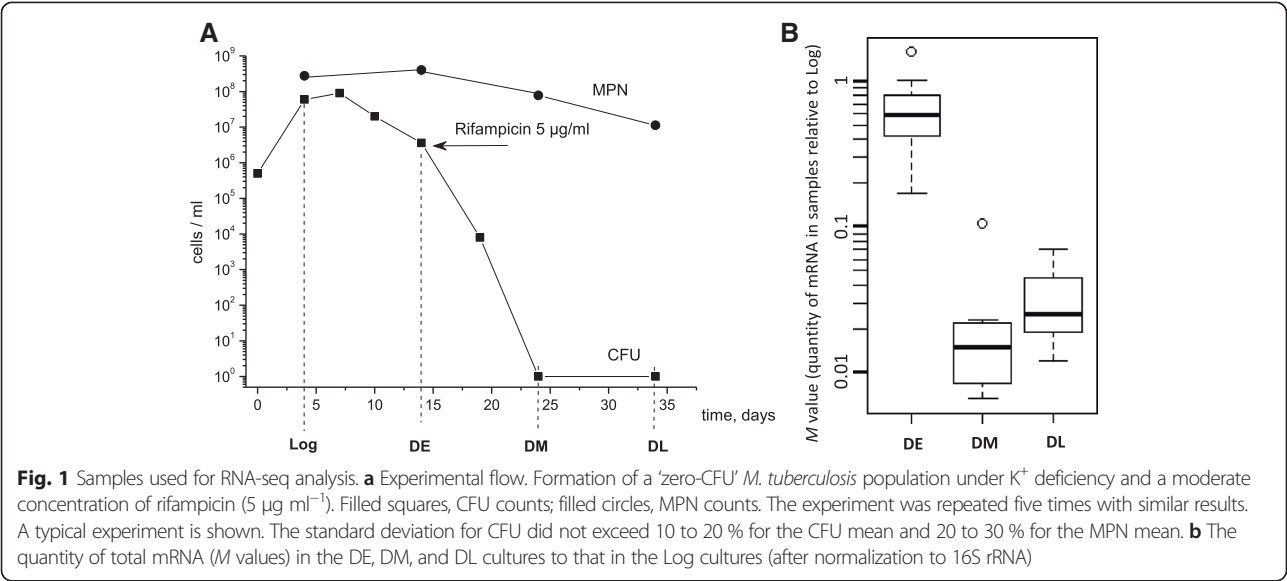 A
10⁹
10⁸
10⁷
10⁶
10⁵
10⁴
10³
10²
10¹
10⁰
cells / ml
MPN
Rifampicin 5 µg/ml
CFU
0 5 10 15 20 25 30 35
time, days
Log DE DM DL
B
M value (quantity of mRNA in samples relative to Log)
1
0.1
0.01
DE DM DL
Fig. 1 Samples used for RNA-seq analysis. a Experimental flow. Formation of a ‘zero-CFU’ M. tuberculosis population under K⁺ deficiency and a moderate
concentration of rifampicin (5 µg ml⁻¹). Filled squares, CFU counts; filled circles, MPN counts. The experiment was repeated five times with similar results.
A typical experiment is shown. The standard deviation for CFU did not exceed 10 to 20 % for the CFU mean and 20 to 30 % for the MPN mean. b The
quantity of total mRNA (M values) in the DE, DM, and DL cultures to that in the Log cultures (after normalization to 16S rRNA)